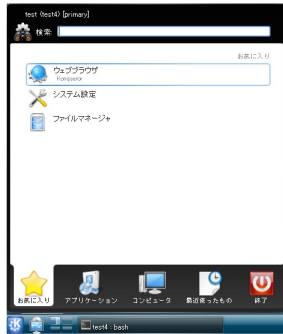 test (test4) [primary]
検索:
お気に入り
ウェブブラウザ
Konqueror
システム設定
ファイルマネージャ
お気に入り
アプリケーション
コンピュータ
最近使ったもの
終了
test4 : bash